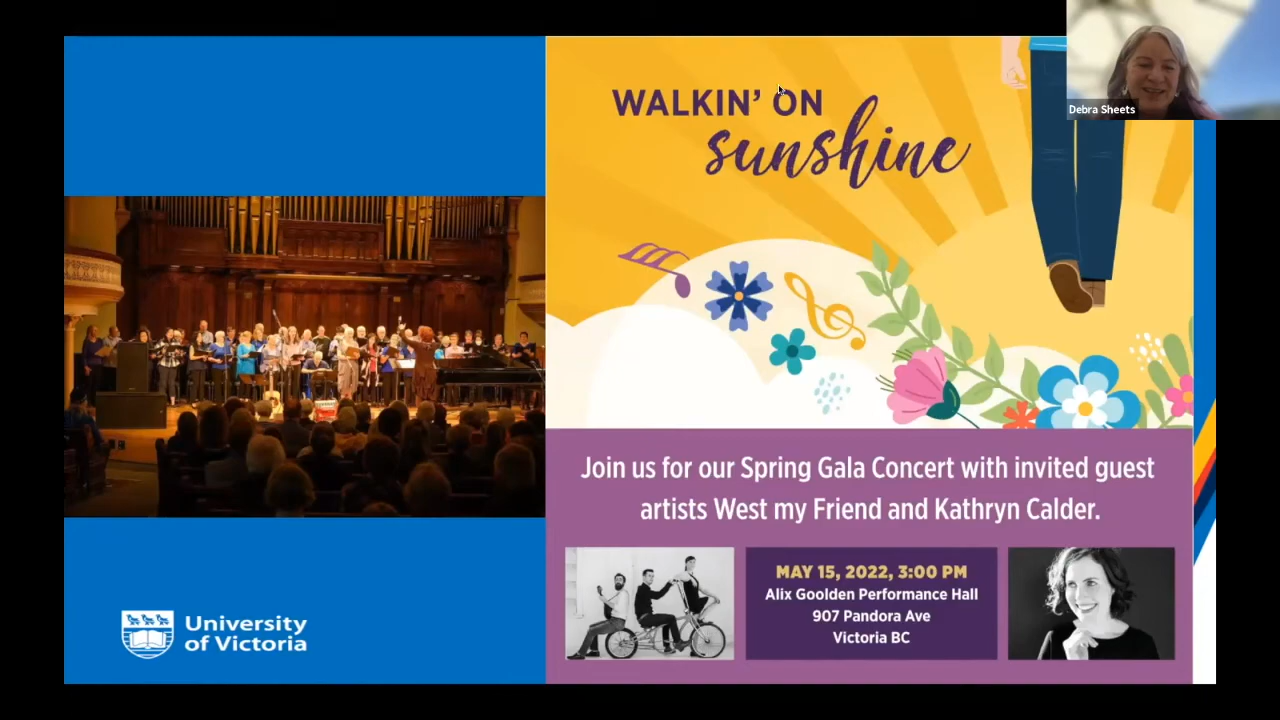 Debra Sheets
WALKIN' ON
sunshine
Join us for our Spring Gala Concert with invited guest
artists West my Friend and Kathryn Calder.
MAY 15, 2022, 3:00 PM
Alix Goolden Performance Hall
907 Pandora Ave
Victoria BC
University
of Victoria